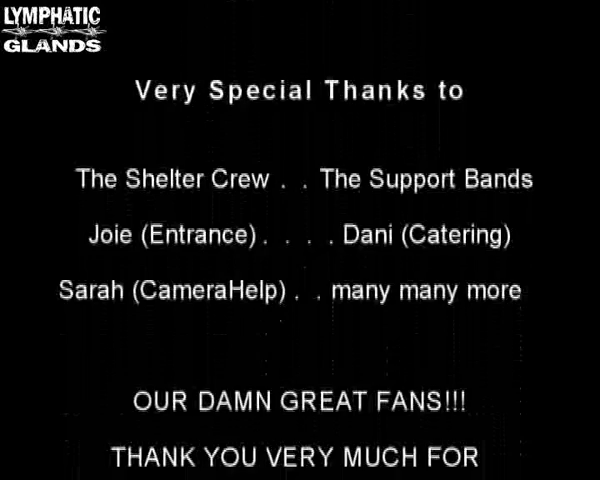 LYMPHATIC
GLANDS
Very Special Thanks to
The Shelter Crew . . The Support Bands
Joie (Entrance) . . . . Dani (Catering)
Sarah (CameraHelp) . . many many more
OUR DAMN GREAT FANS!!!
THANK YOU VERY MUCH FOR